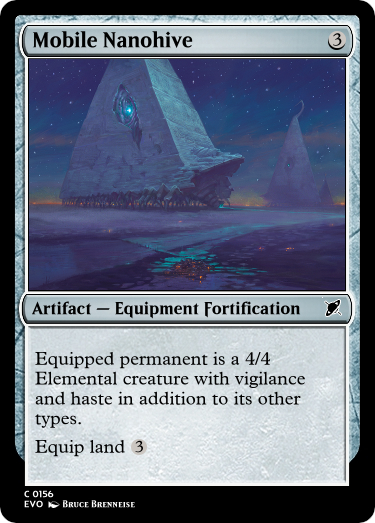 Mobile Nanohive 3
Artifact — Equipment Fortification
Equipped permanent is a 4/4
Elemental creature with vigilance
and haste in addition to its other
types.
Equip land 3
C 0156
EVO Bruce Brenneise